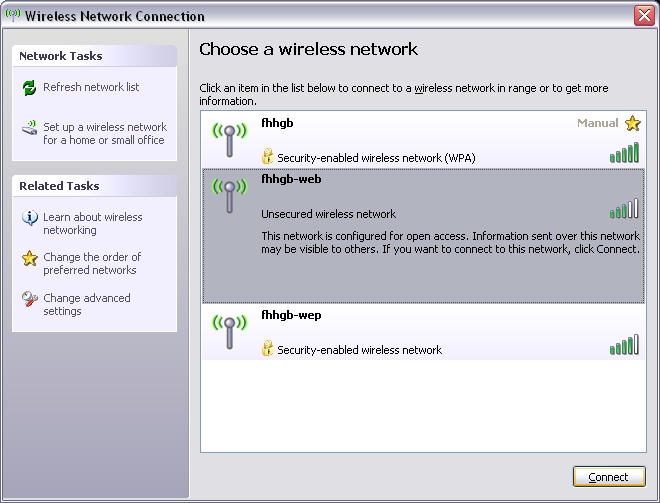 Wireless Network Connection
Network Tasks
Refresh network list
Set up a wireless network
for a home or small office
Related Tasks
Learn about wireless
networking
Change the order of
preferred networks
Change advanced
settings
Choose a wireless network
Click an item in the list below to connect to a wireless network in range or to get more
information.
fhhgb
Manual
Security-enabled wireless network (WPA)
fhhgb-web
Unsecured wireless network
This network is configured for open access. Information sent over this network
may be visible to others. If you want to connect to this network, click Connect.
fhhgb-wep
Security-enabled wireless network
Connect